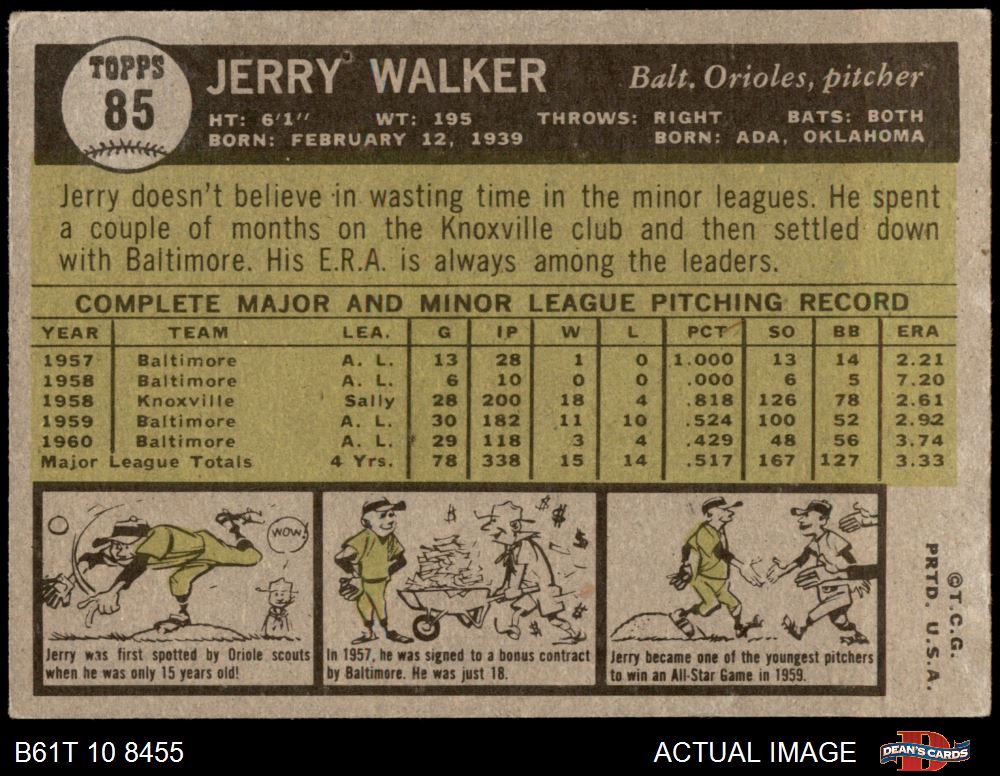 TOPPS
85
JERRY WALKER Balt. Orioles, pitcher
HT: 6'1" WT: 195 THROWS: RIGHT BATS: BOTH
BORN: FEBRUARY 12, 1939 BORN: ADA, OKLAHOMA
Jerry doesn't believe in wasting time in the minor leagues. He spent
a couple of months on the Knoxville club and then settled down
with Baltimore. His E.R.A. is always among the leaders.
COMPLETE MAJOR AND MINOR LEAGUE PITCHING RECORD
YEAR TEAM LEA. G IP W L PCT SO BB ERA
1957 Baltimore A. L. 13 28 1 0 1.000 13 14 2.21
1958 Baltimore A. L. 6 10 0 0 .000 6 5 7.20
1958 Knoxville Sally 28 200 18 4 .818 126 78 2.61
1959 Baltimore A. L. 30 182 11 10 .524 100 52 2.92
1960 Baltimore A. L. 29 118 3 4 .429 48 56 3.74
Major League Totals 4 Yrs. 78 338 15 14 .517 167 127 3.33
WOW!
Jerry was first spotted by Oriole scouts
when he was only 15 years old!
$ $ $ $ $ $
In 1957, he was signed to a bonus contract
by Baltimore. He was just 18.
Jerry became one of the youngest pitchers
to win an All-Star Game in 1959.
©T.C.G.
PRTD. U.S.A.
B61T 10 8455 ACTUAL IMAGE
D
DEAN'S CARDS